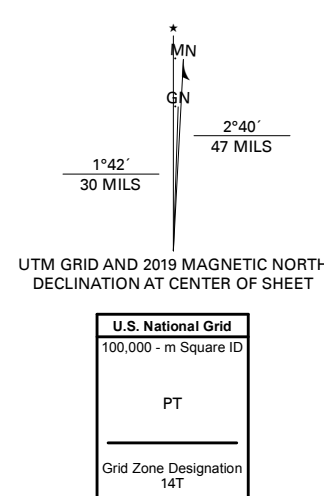 ★
MN
GN
2°40´
47 MILS
1°42´
30 MILS
UTM GRID AND 2019 MAGNETIC NORTH
DECLINATION AT CENTER OF SHEET
U.S. National Grid
100,000 - m Square ID
PT
Grid Zone Designation
14T